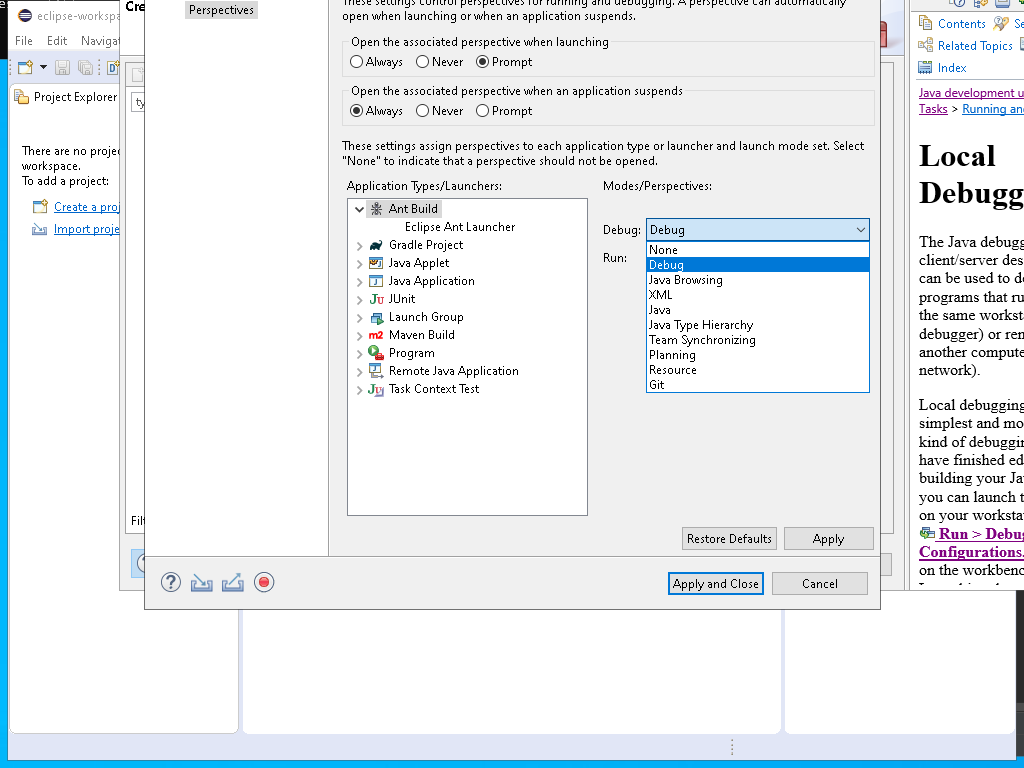 eclipse-workspa
Cre
Perspectives
These settings control perspectives for running and debugging. A perspective can automatically
open when launching or when an application suspends.
File Edit Navigat
Open the associated perspective when launching
Always Never Prompt
Open the associated perspective when an application suspends
Always Never Prompt
Project Explorer
ty
There are no projec
workspace.
To add a project:
Create a proj
Import proje
These settings assign perspectives to each application type or launcher and launch mode set. Select
"None" to indicate that a perspective should not be opened.
Application Types/Launchers:
Modes/Perspectives:
Ant Build
Eclipse Ant Launcher
Gradle Project
Java Applet
Java Application
JUnit
Launch Group
Maven Build
Program
Remote Java Application
Task Context Test
Debug: Debug
Run:
None
Debug
Java Browsing
XML
Java
Java Type Hierarchy
Team Synchronizing
Planning
Resource
Git
Filt
Restore Defaults Apply
Apply and Close Cancel
Contents Se
Related Topics
Index
Java development u
Tasks > Running and
Local
Debugg
The Java debugg
client/server des
can be used to de
programs that ru
the same worksta
debugger) or rem
another compute
network).
Local debugging
simplest and mo
kind of debuggin
have finished ed
building your Jav
you can launch t
on your workstat
Run > Debug
Configurations.
on the workbenc